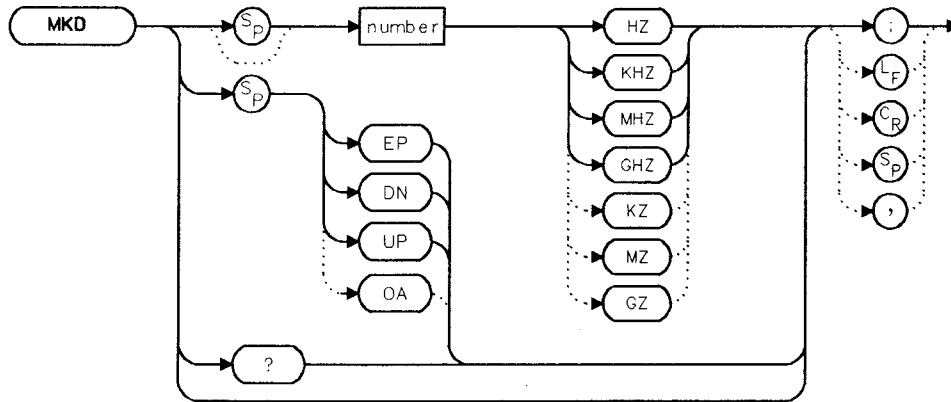 MKD
SP
number
HZ
;
KHZ
LF
SP
MHZ
CR
EP
GHZ
SP
DN
KZ
,
UP
MZ
OA
GZ
?